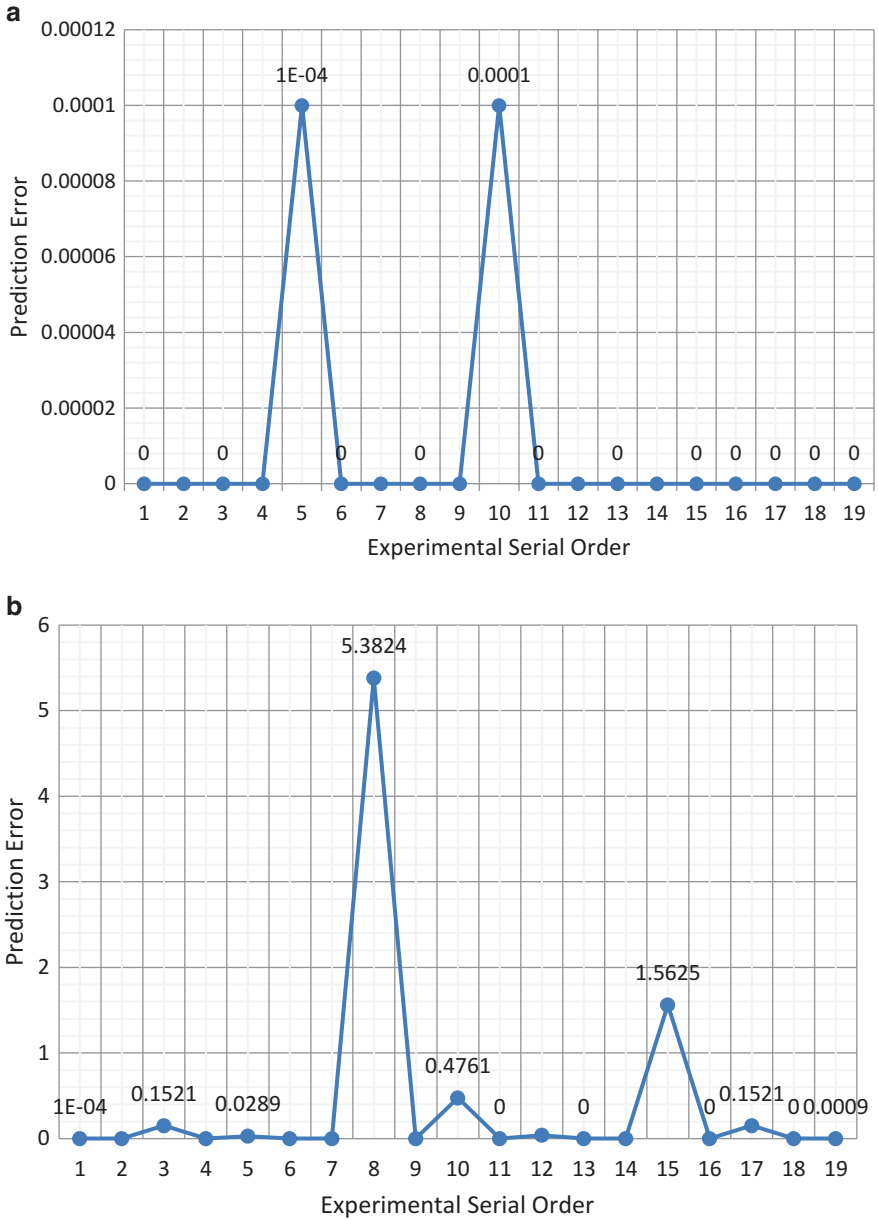 a
0.00012
1E-04
0.0001
0.0001
0.00008
0.00006
0.00004
0.00002
0 0 0 0 0 0 0 0 0 0 0
0
1 2 3 4 5 6 7 8 9 10 11 12 13 14 15 16 17 18 19
Prediction Error
Experimental Serial Order
b
6
5.3824
5
4
3
2
1.5625
1
0.4761
1E-04 0.1521 0.0289 0 0 0 0.1521 0 0.0009
0
1 2 3 4 5 6 7 8 9 10 11 12 13 14 15 16 17 18 19
Prediction Error
Experimental Serial Order